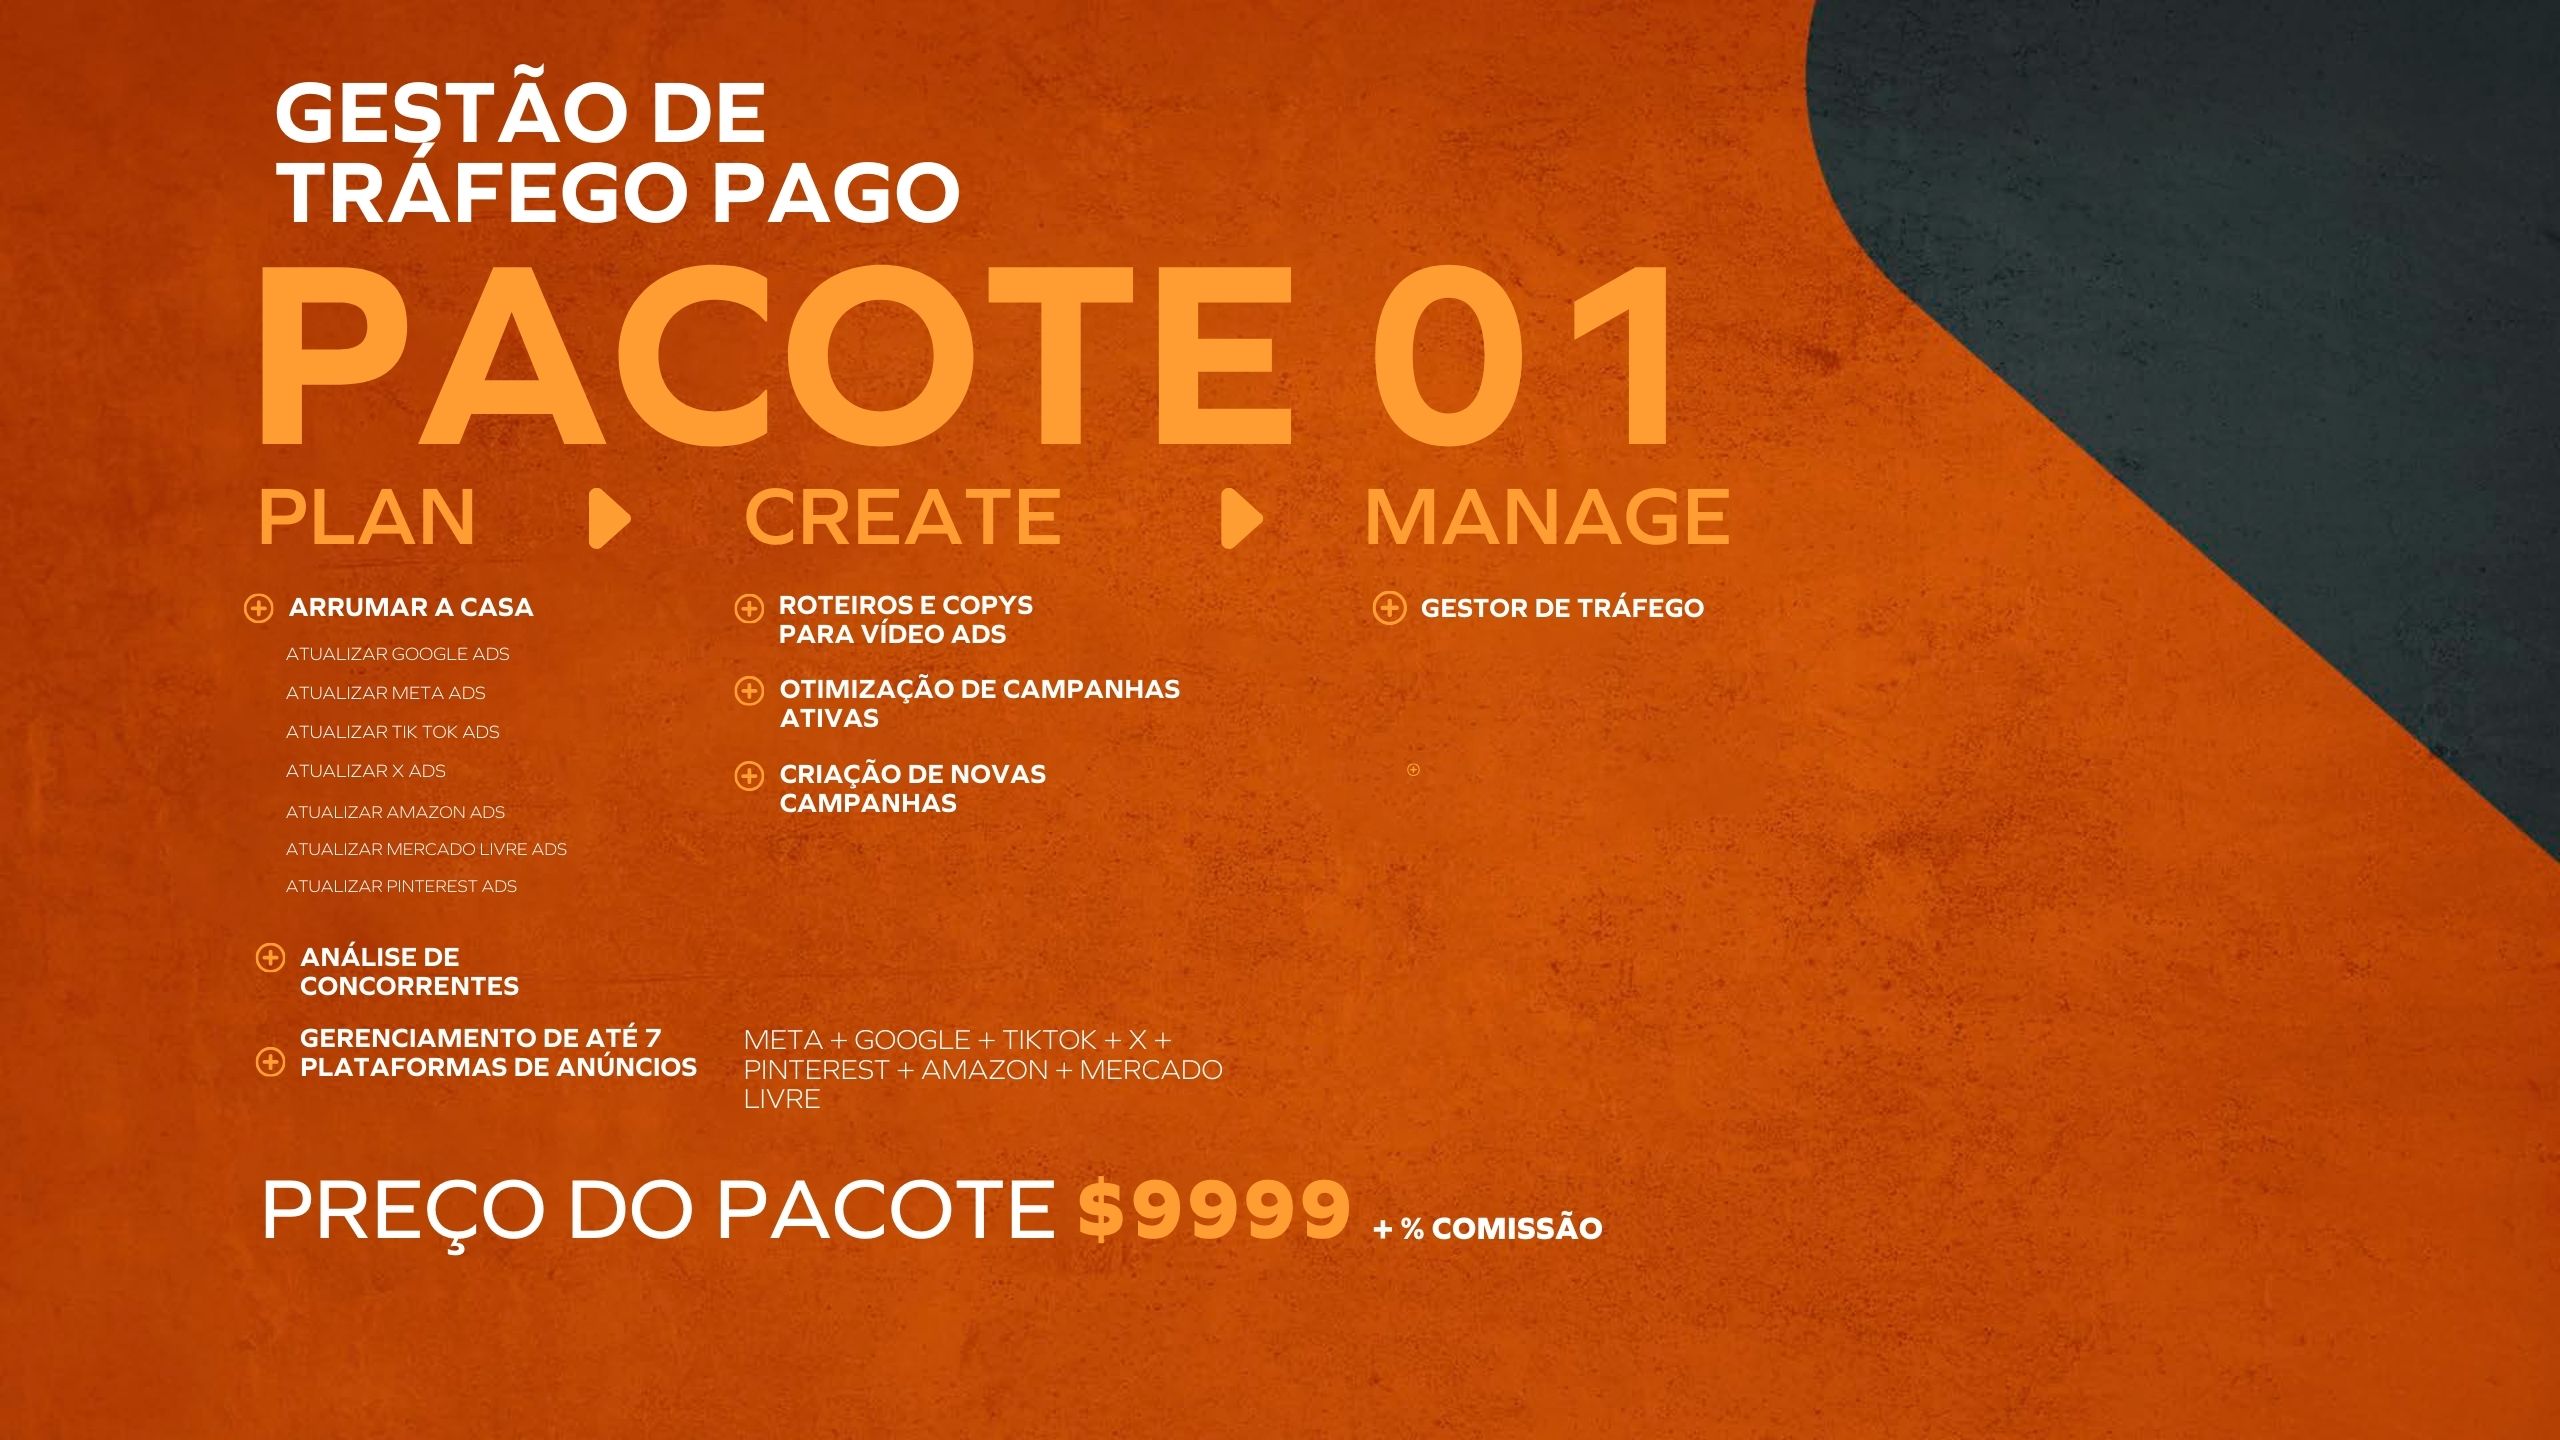 GESTÃO DE
TRÁFEGO PAGO
PACOTE 01
PLAN
CREATE
MANAGE
ARRUMAR A CASA
ATUALIZAR GOOGLE ADS
ATUALIZAR META ADS
ATUALIZAR TIK TOK ADS
ATUALIZAR X ADS
ATUALIZAR AMAZON ADS
ATUALIZAR MERCADO LIVRE ADS
ATUALIZAR PINTEREST ADS
ANÁLISE DE
CONCORRENTES
GERENCIAMENTO DE ATÉ 7
PLATAFORMAS DE ANÚNCIOS
META + GOOGLE + TIKTOK + X +
PINTEREST + AMAZON + MERCADO
LIVRE
ROTEIROS E COPYS
PARA VÍDEO ADS
OTIMIZAÇÃO DE CAMPANHAS
ATIVAS
CRIAÇÃO DE NOVAS
CAMPANHAS
GESTOR DE TRÁFEGO
PREÇO DO PACOTE $9999 + % COMISSÃO